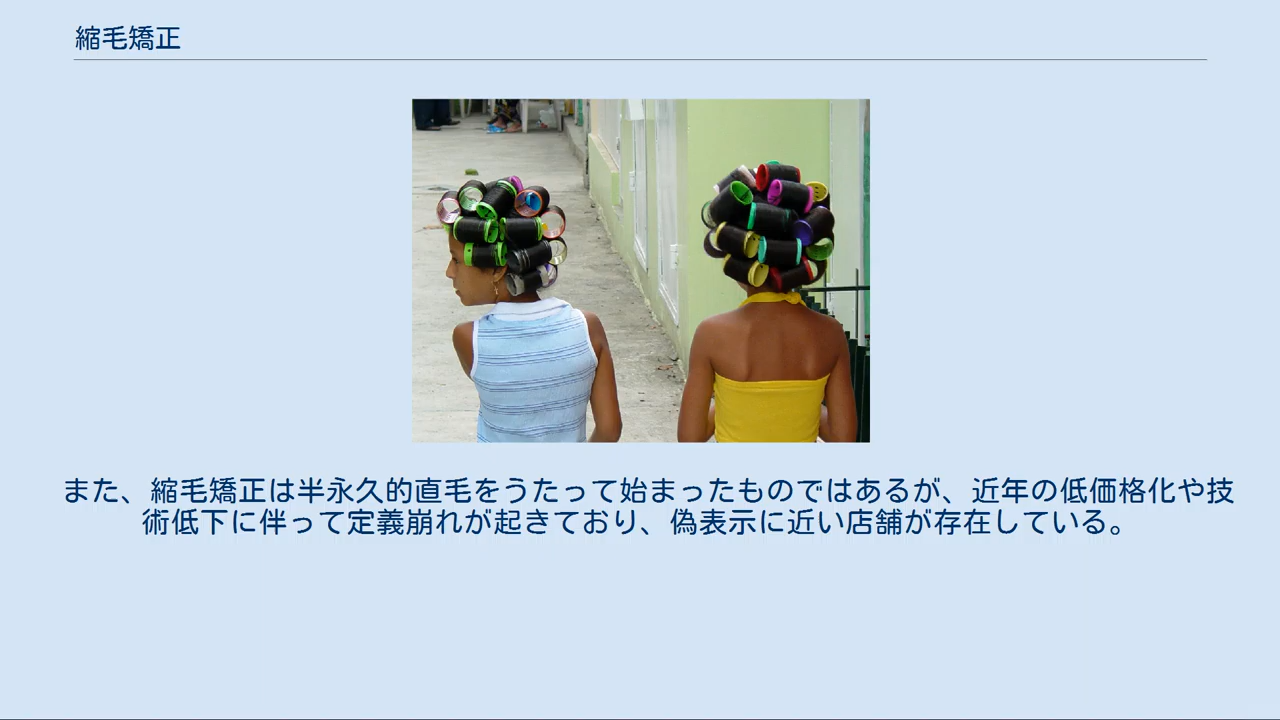 縮毛矯正
また、縮毛矯正は半永久的直毛をうたって始まったものではあるが、近年の低価格化や技
術低下に伴って定義崩れが起きており、偽表示に近い店舗が存在している。